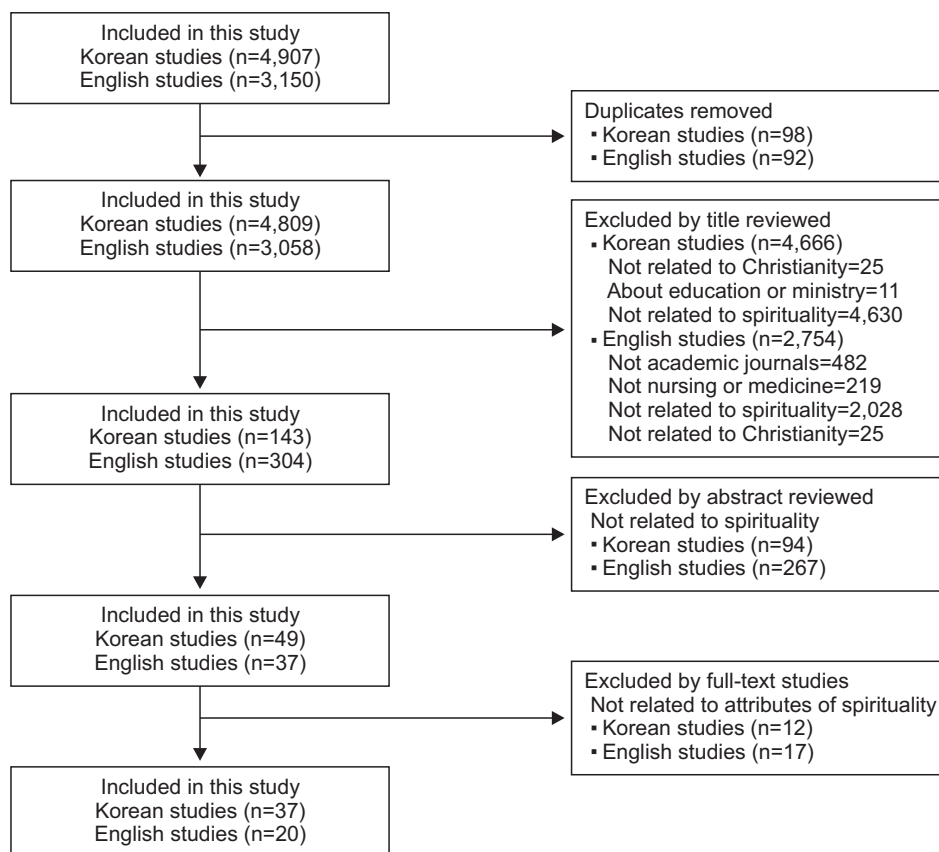 Included in this study
Korean studies (n=4,907)
English studies (n=3,150)
Duplicates removed
▪ Korean studies (n=98)
▪ English studies (n=92)
Included in this study
Korean studies (n=4,809)
English studies (n=3,058)
Excluded by title reviewed
▪ Korean studies (n=4,666)
Not related to Christianity=25
About education or ministry=11
Not related to spirituality=4,630
▪ English studies (n=2,754)
Not academic journals=482
Not nursing or medicine=219
Not related to spirituality=2,028
Not related to Christianity=25
Included in this study
Korean studies (n=143)
English studies (n=304)
Excluded by abstract reviewed
Not related to spirituality
▪ Korean studies (n=94)
▪ English studies (n=267)
Included in this study
Korean studies (n=49)
English studies (n=37)
Excluded by full-text studies
Not related to attributes of spirituality
▪ Korean studies (n=12)
▪ English studies (n=17)
Included in this study
Korean studies (n=37)
English studies (n=20)